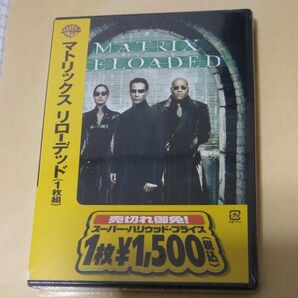 マトリックス リローデッド(1枚組)
MATRIX
RELOADED
売切れ御免!
スーパー・ハリウッド・プライス
1枚¥1,500(税込)